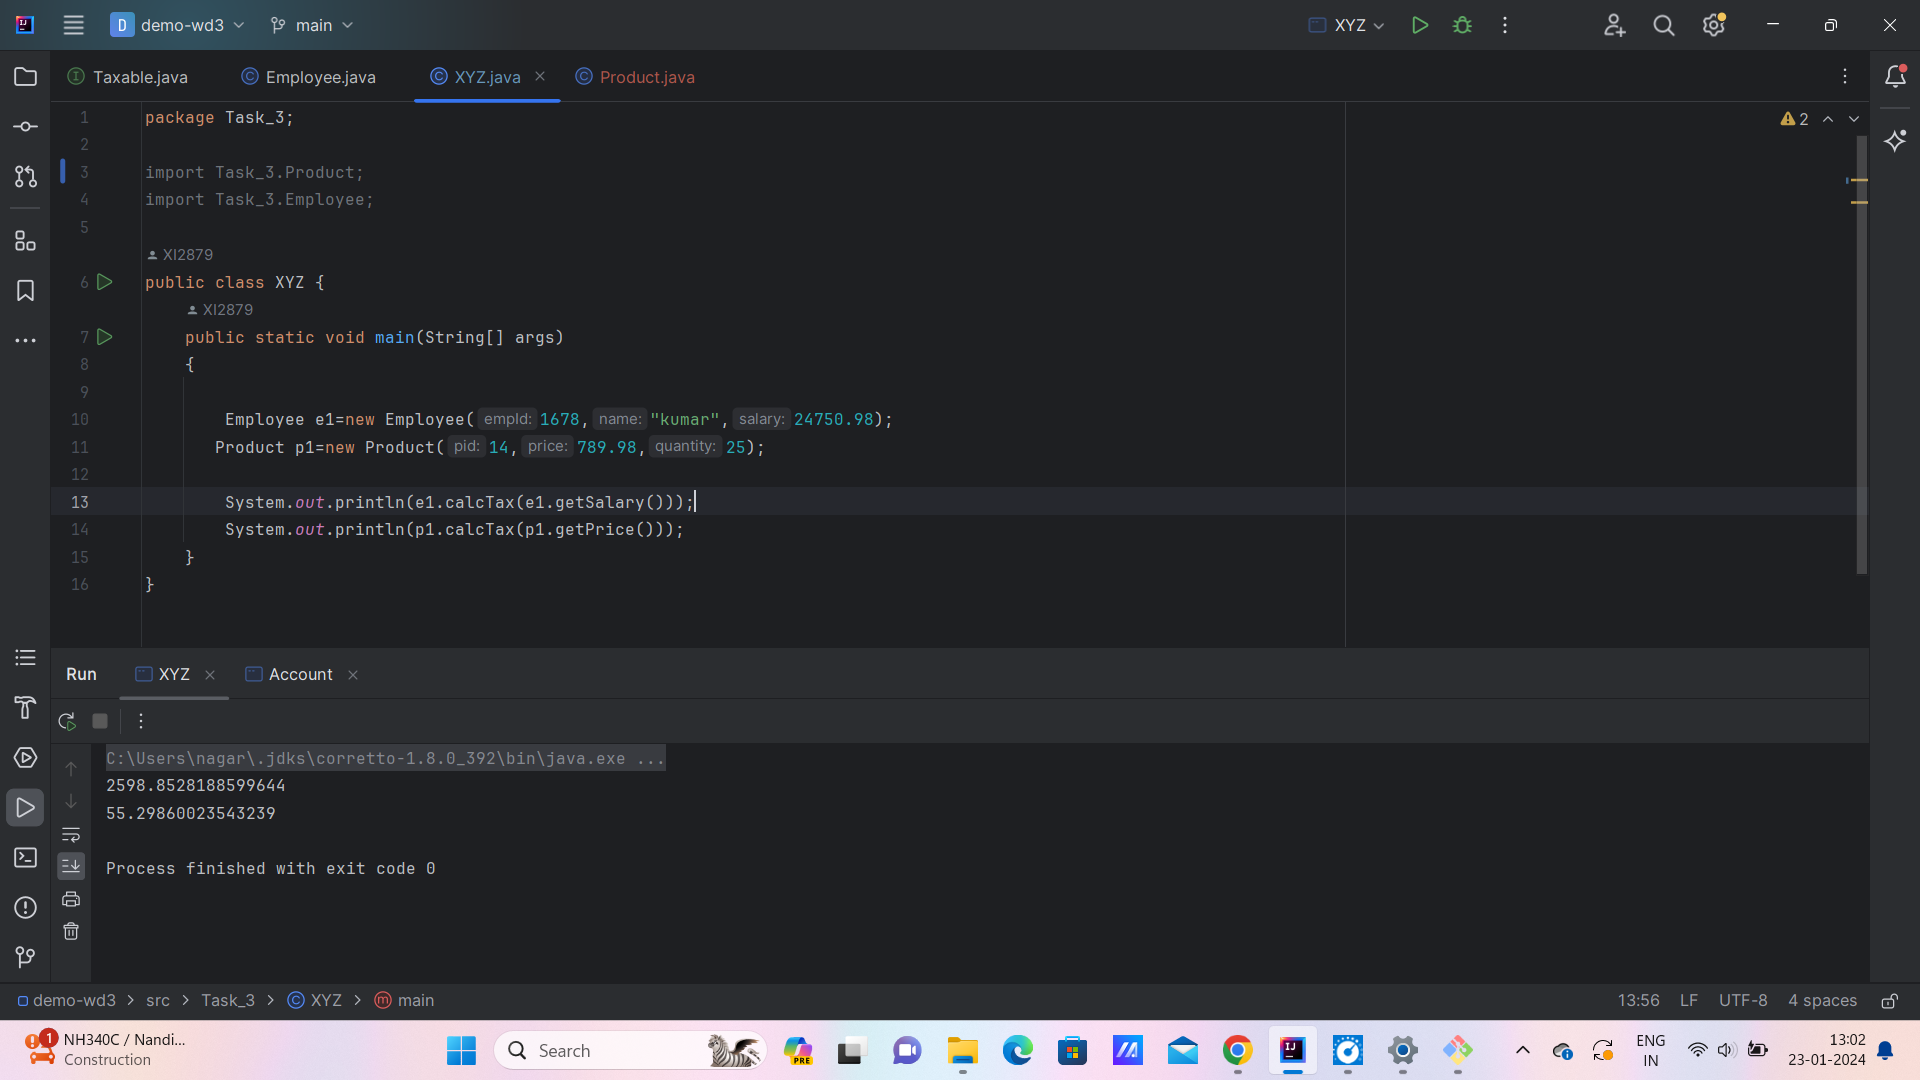 demo-wd3
main
XYZ
Taxable.java
Employee.java
XYZ.java
Product.java
2
1 package Task_3;
2
3 import Task_3.Product;
4 import Task_3.Employee;
5
XI2879
6 public class XYZ {
XI2879
7 public static void main(String[] args)
8 {
9
10 Employee e1=new Employee( empId: 1678, name: "kumar", salary: 24750.98);
11 Product p1=new Product( pid: 14, price: 789.98, quantity: 25);
12
13 System.out.println(e1.calcTax(e1.getSalary()));
14 System.out.println(p1.calcTax(p1.getPrice()));
15 }
16 }
Run
XYZ
Account
C:\Users\nagar\.jdks\corretto-1.8.0_392\bin\java.exe ...
2598.8528188599644
55.29860023543239
Process finished with exit code 0
demo-wd3 > src > Task_3 > XYZ > main
13:56 LF UTF-8 4 spaces
1
NH340C / Nandi...
Construction
Search
PRE
ENG
IN
13:02
23-01-2024